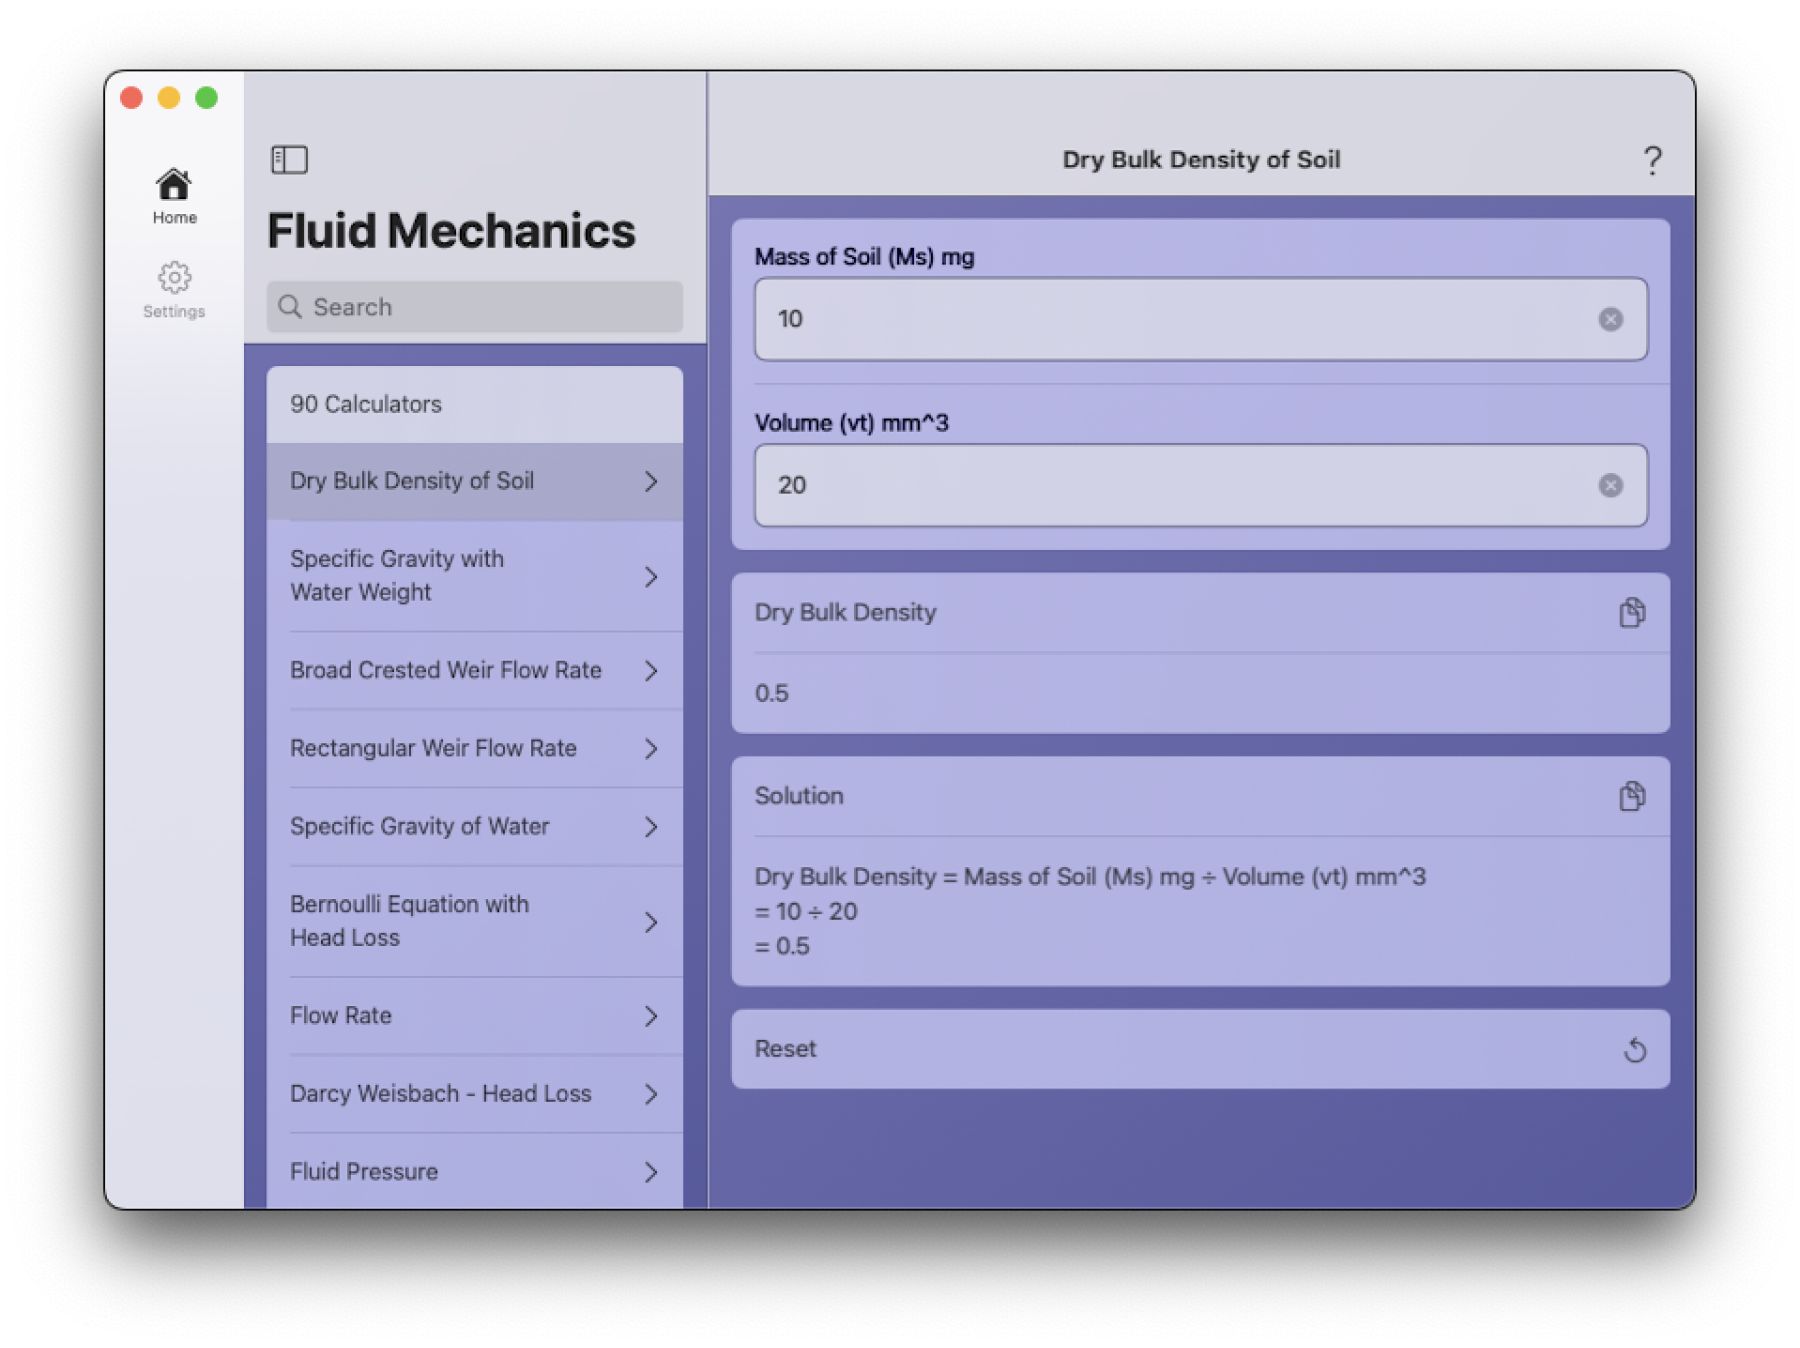 Home
Settings
Fluid Mechanics
Search
90 Calculators
Dry Bulk Density of Soil
Specific Gravity with
Water Weight
Broad Crested Weir Flow Rate
Rectangular Weir Flow Rate
Specific Gravity of Water
Bernoulli Equation with
Head Loss
Flow Rate
Darcy Weisbach - Head Loss
Fluid Pressure
Dry Bulk Density of Soil
?
Mass of Soil (Ms) mg
10
Volume (vt) mm^3
20
Dry Bulk Density
0.5
Solution
Dry Bulk Density = Mass of Soil (Ms) mg ÷ Volume (vt) mm^3
= 10 ÷ 20
= 0.5
Reset